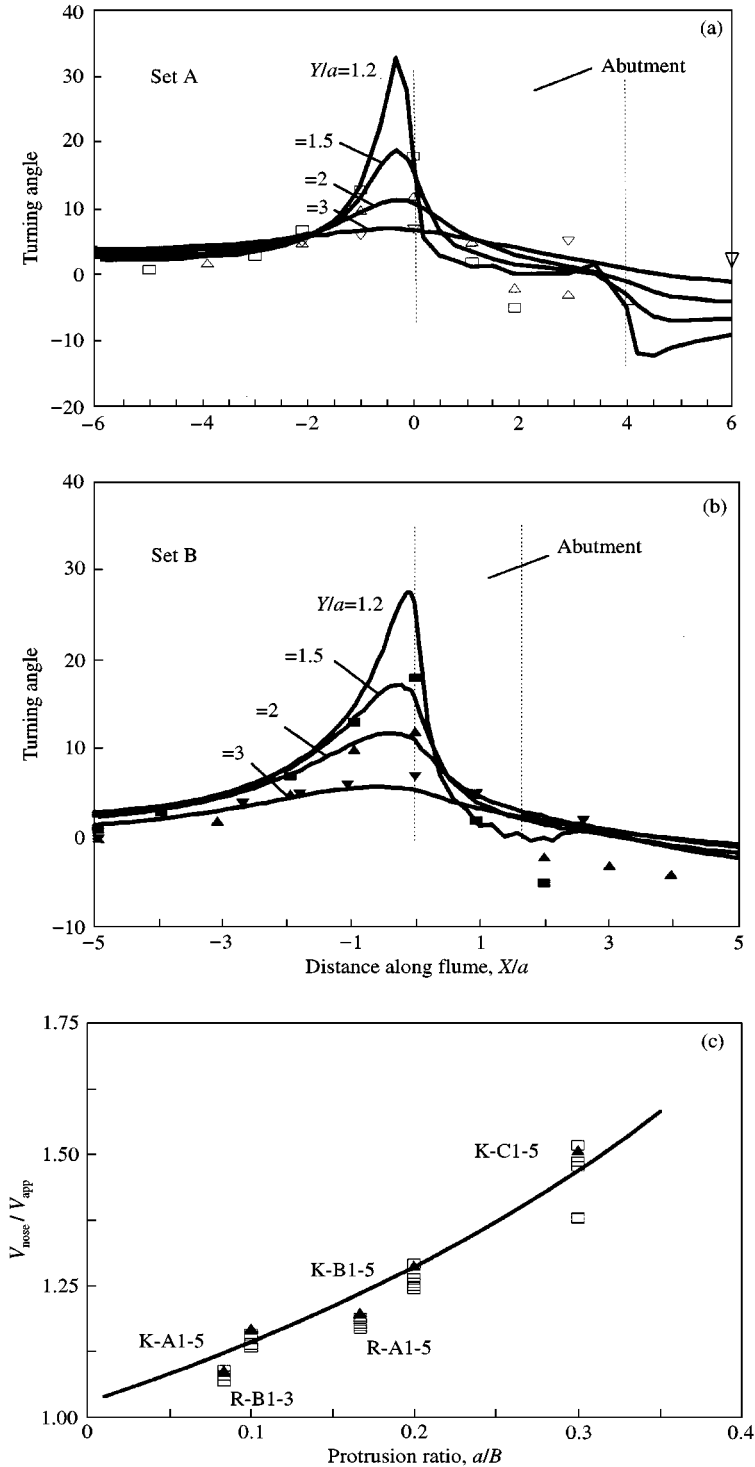 40
(a)
Set A
Y/a=1.2
Abutment
30
=1.5
20
=2
=3
10
0
−10
−20
Turning angle
−6
−4
−2
0
2
4
6
40
(b)
Set B
Abutment
30
Y/a=1.2
=1.5
20
=2
=3
10
0
−10
Turning angle
−5
−3
−1
1
3
5
Distance along flume, X/a
1.75
(c)
K-C1-5
1.50
K-B1-5
1.25
K-A1-5
R-A1-5
R-B1-3
1.00
Vnose / Vapp
0
0.1
0.2
0.3
0.4
Protrusion ratio, a/B